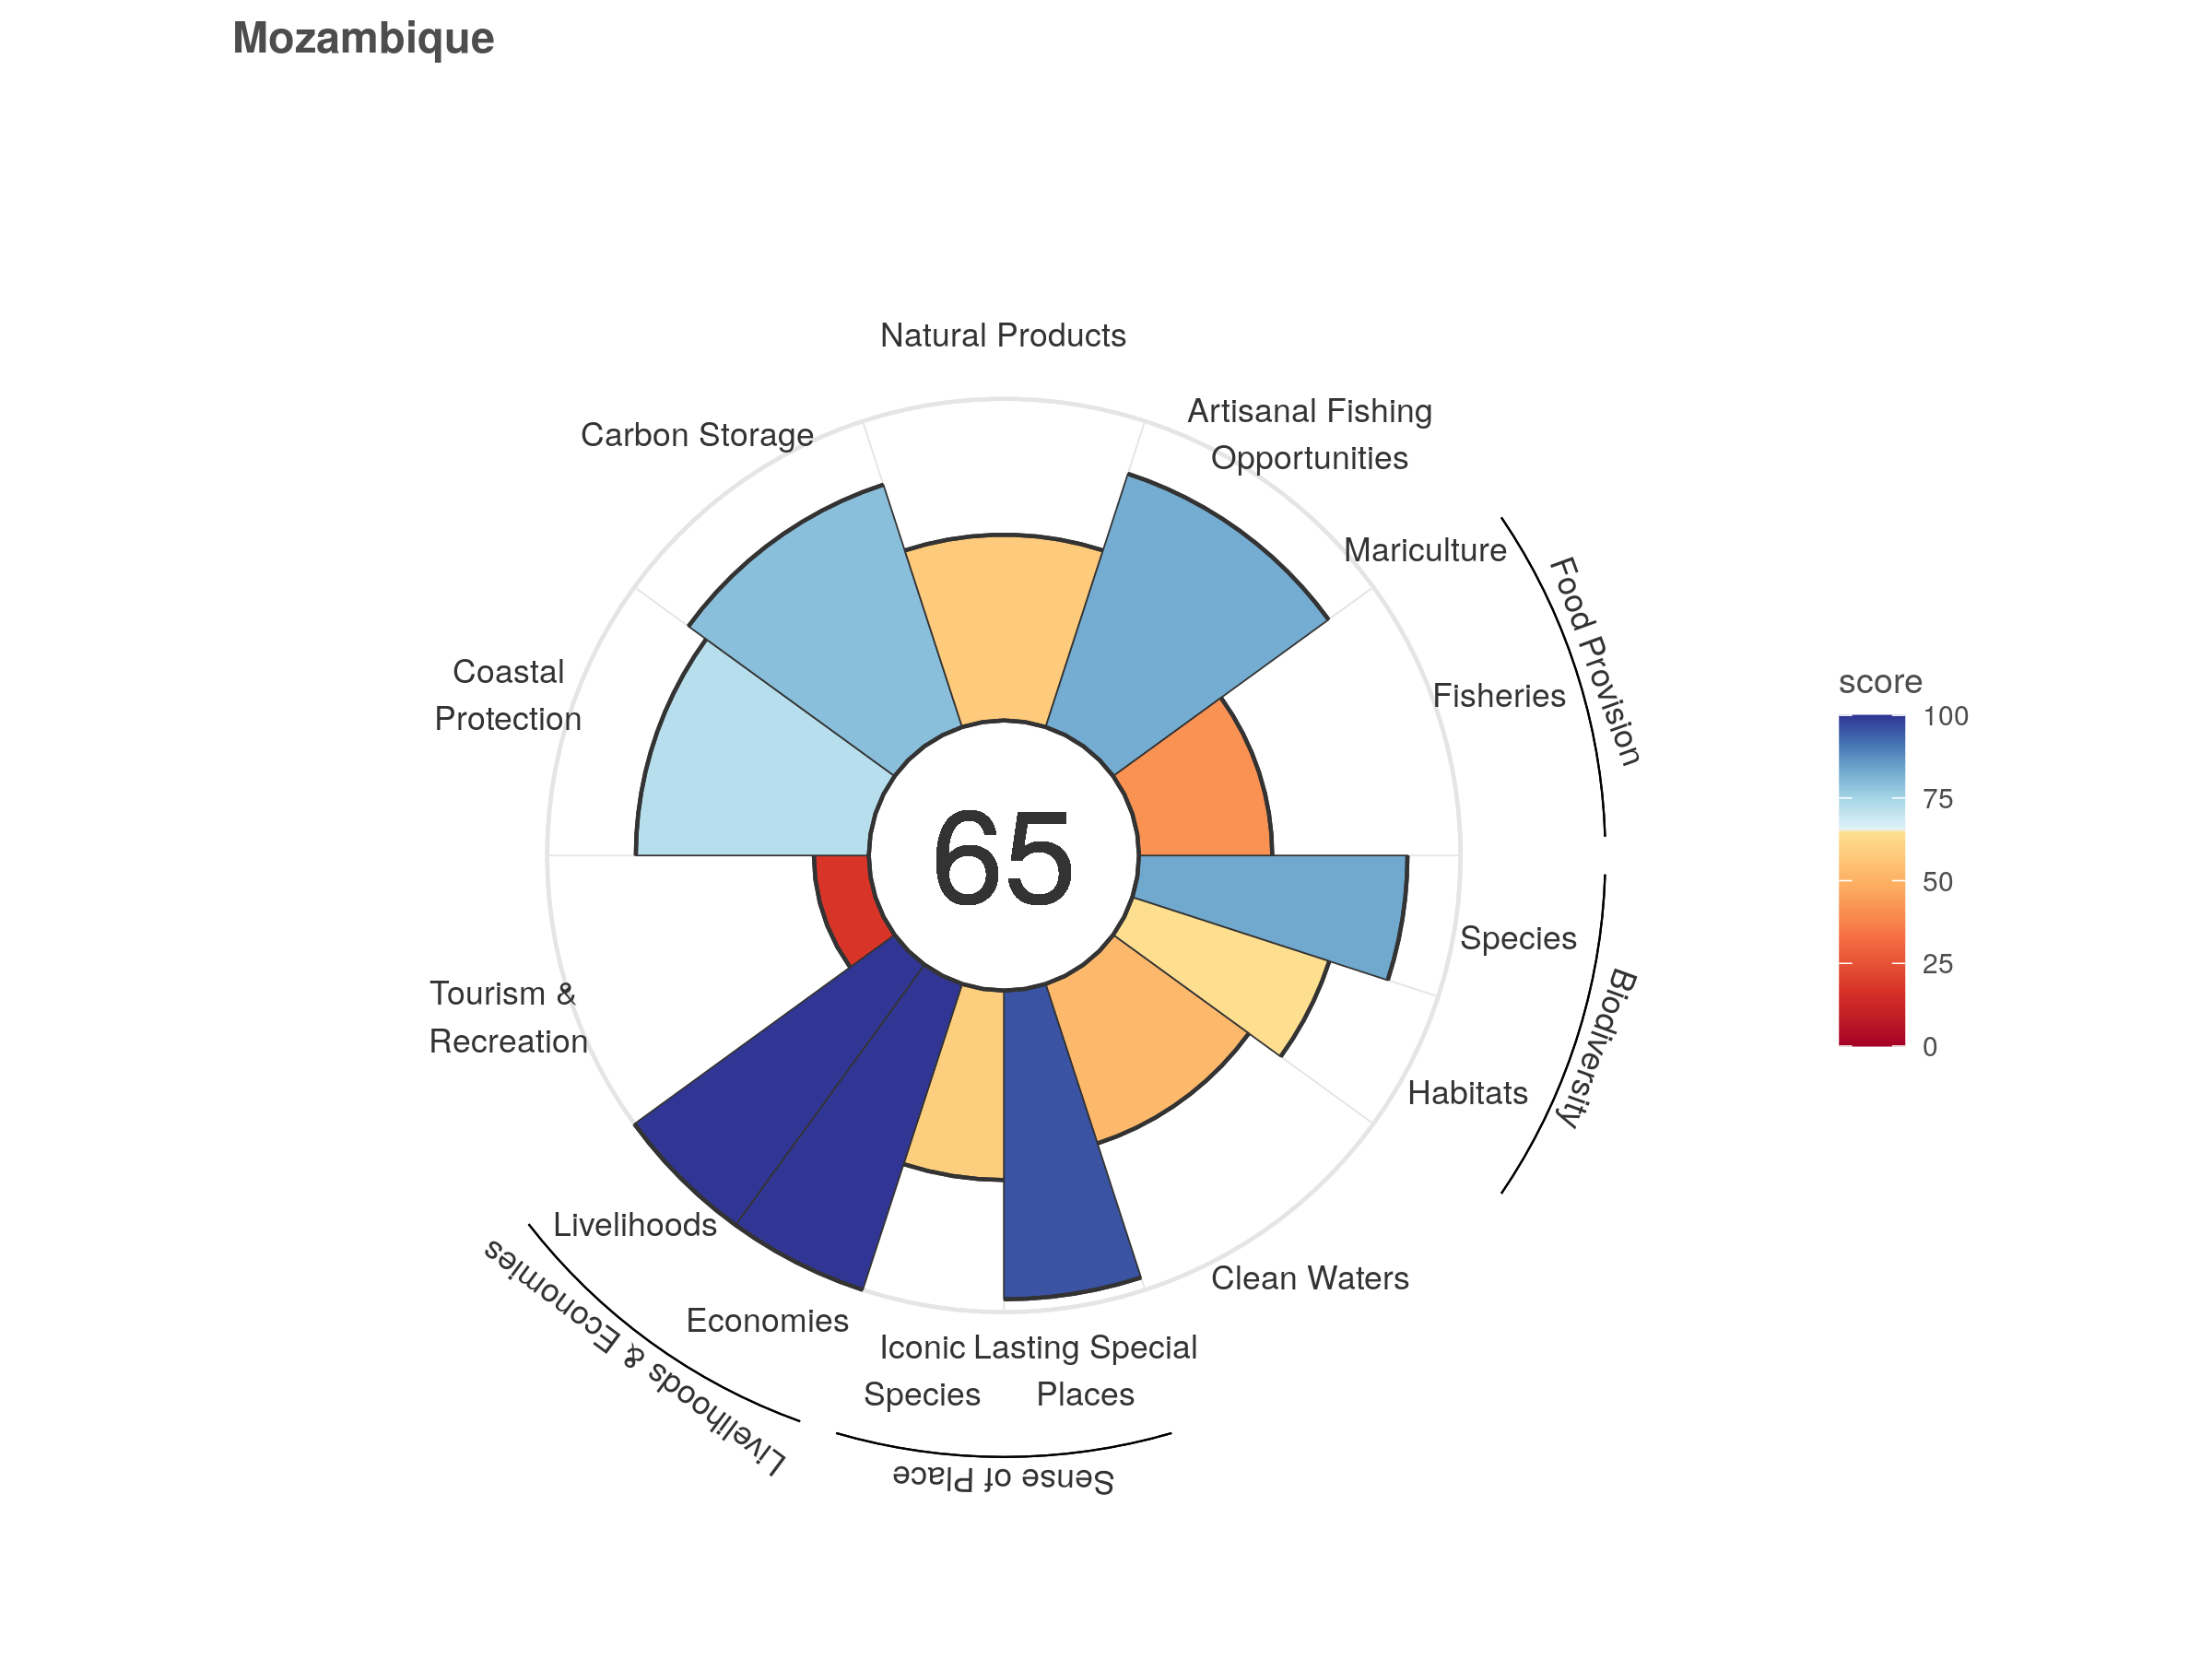 Mozambique
Natural Products
Artisanal Fishing
Opportunities
Carbon Storage
Mariculture
Food Provision
Fisheries
Coastal
Protection
score
100
75
50
25
0
65
Species
Biodiversity
Habitats
Tourism &
Recreation
Livelihoods
Economies
Livelihoods & Economies
Clean Waters
Iconic
Species
Lasting Special
Places
Sense of Place